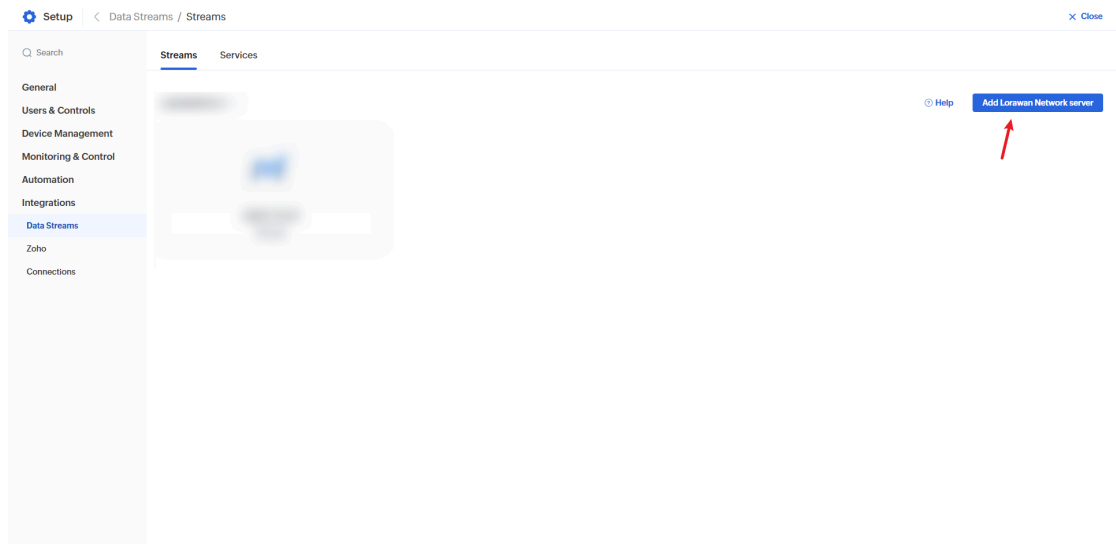 Setup < Data Streams / Streams
Close
Search
Streams Services
General
Users & Controls
Device Management
Monitoring & Control
Automation
Integrations
Data Streams
Zoho
Connections
Help Add Lorawan Network server